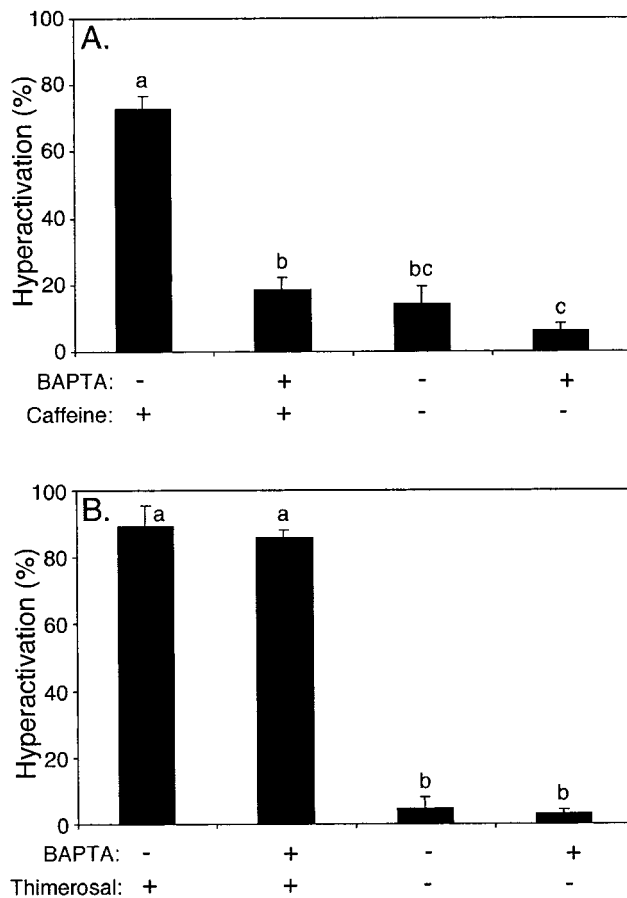 A.
Hyperactivation (%)
100
80
60
40
20
0
a
b
bc
c
BAPTA: - + - +
Caffeine: + + - -
B.
Hyperactivation (%)
100
80
60
40
20
0
a
a
b
b
BAPTA: - + - +
Thimerosal: + + - -